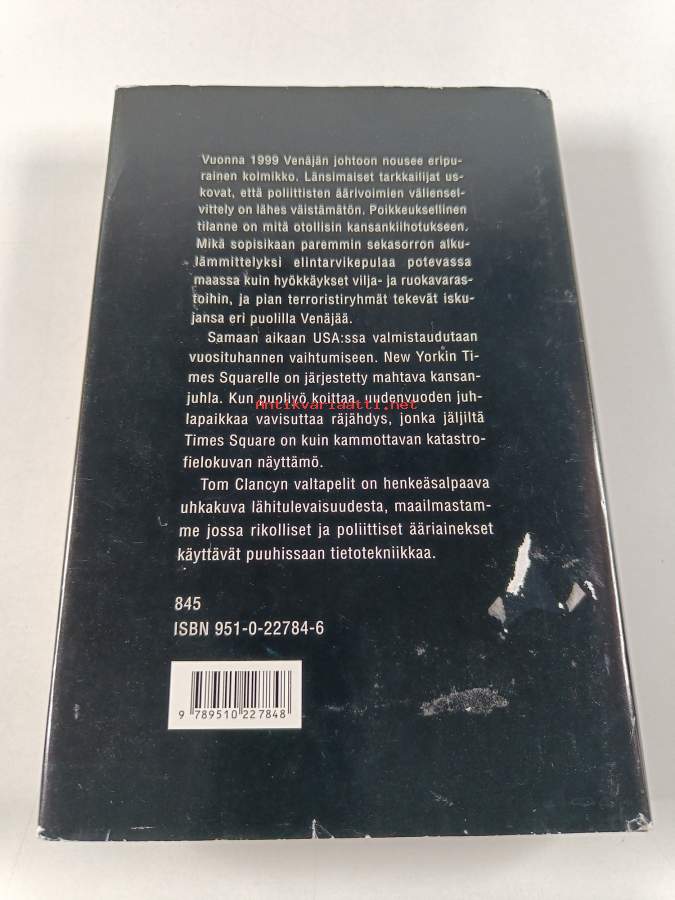 Vuonna 1999 Venäjän johtoon nousee eripu-
rainen kolmikko. Länsimaiset tarkkailijat us-
kovat, että poliittisten äärivoimien väliensel-
vittely on lähes väistämätön. Poikkeuksellinen
tilanne on mitä otollisin kansankiihotukseen.
Mikä sopisikaan paremmin sekasorron alku-
lämmittelyksi elintarvikepulaa potevassa
maassa kuin hyökkäykset vilja- ja ruokavaras-
toihin, ja pian terroristiryhmät tekevät isku-
jansa eri puolilla Venäjää.
Samaan aikaan USA:ssa valmistaudutaan
vuosituhannen vaihtumiseen. New Yorkin Ti-
mes Squarelle on järjestetty mahtava kansan-
juhla. Kun puoliyö koittaa, uudenvuoden juh-
Antikvariaatti.net
lapaikkaa vavisuttaa räjähdys, jonka jäljiltä
Times Square on kuin kammottavan katastro-
fielokuvan näyttämö.
Tom Clancyn valtapelit on henkeäsalpaava
uhkakuva lähitulevaisuudesta, maailmastam-
me jossa rikolliset ja poliittiset ääriainekset
käyttävät puuhissaan tietotekniikkaa.
845
ISBN 951-0-22784-6
9 789510 227848